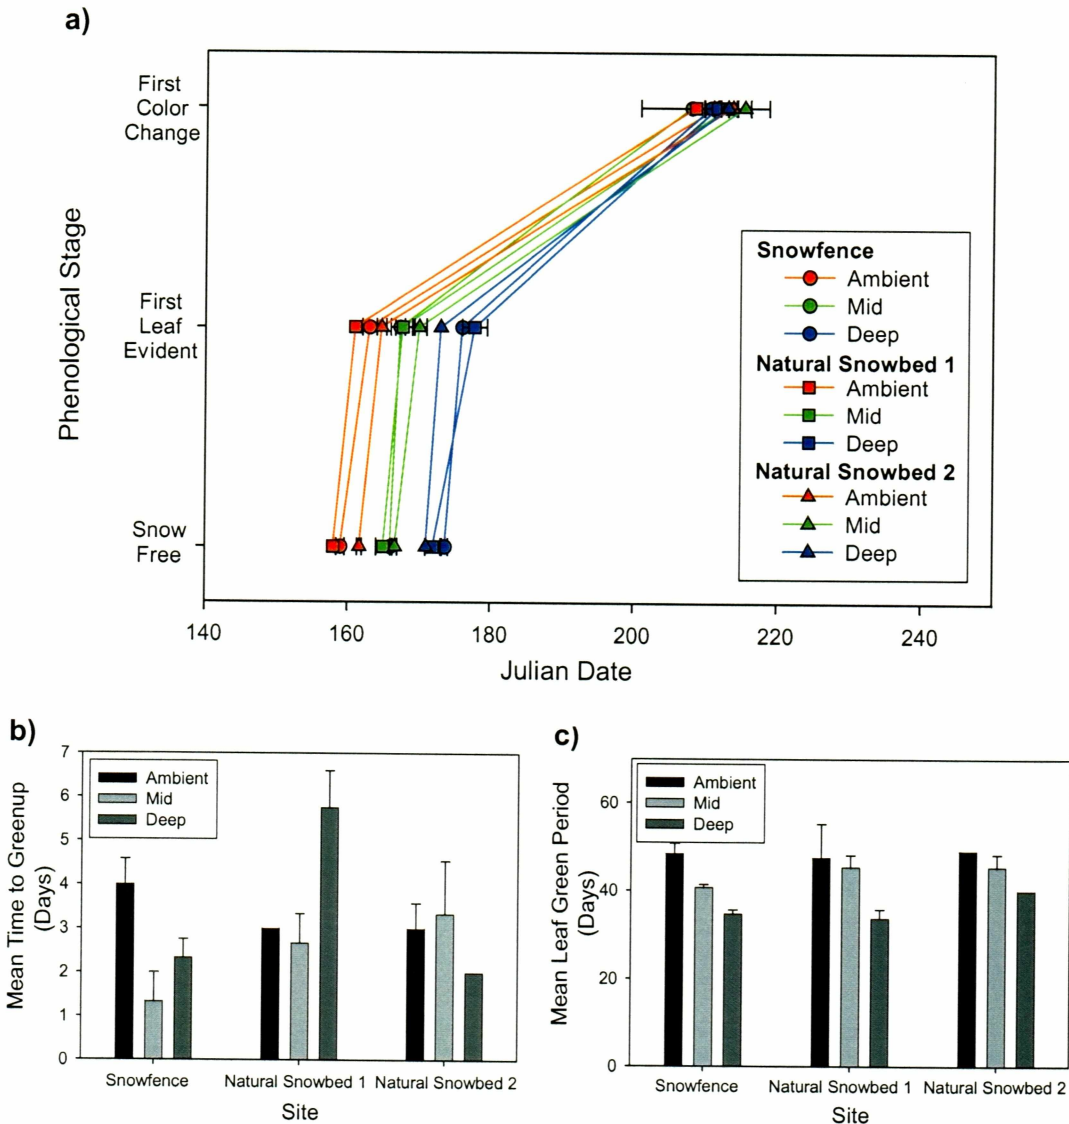 a)
First
Color
Change
First
Leaf
Evident
Snow
Free
Phenological Stage
140 160 180 200 220 240
Julian Date
Snowfence
Ambient
Mid
Deep
Natural Snowbed 1
Ambient
Mid
Deep
Natural Snowbed 2
Ambient
Mid
Deep
b)
Mean Time to Greenup
(Days)
7
6
5
4
3
2
1
0
Ambient
Mid
Deep
Snowfence Natural Snowbed 1 Natural Snowbed 2
Site
c)
Mean Leaf Green Period
(Days)
60
40
20
0
Ambient
Mid
Deep
Snowfence Natural Snowbed 1 Natural Snowbed 2
Site